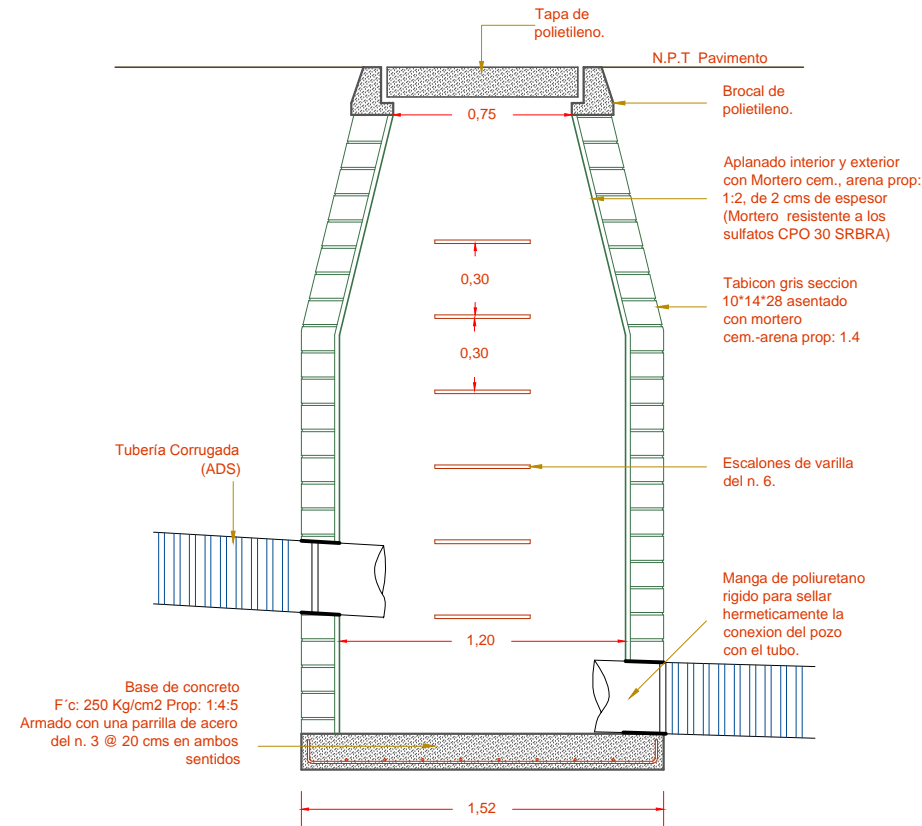 Tapa de
polietileno.
N.P.T Pavimento
Brocal de
polietileno.
0,75
Aplanado interior y exterior
con Mortero cem., arena prop:
1:2, de 2 cms de espesor
(Mortero resistente a los
sulfatos CPO 30 SRBRA)
0,30
Tabicon gris seccion
10*14*28 asentado
con mortero
cem.-arena prop: 1.4
0,30
Tubería Corrugada
(ADS)
Escalones de varilla
del n. 6.
Manga de poliuretano
rigido para sellar
hermeticamente la
conexion del pozo
con el tubo.
1,20
Base de concreto
F´c: 250 Kg/cm2 Prop: 1:4:5
Armado con una parrilla de acero
del n. 3 @ 20 cms en ambos
sentidos
1,52